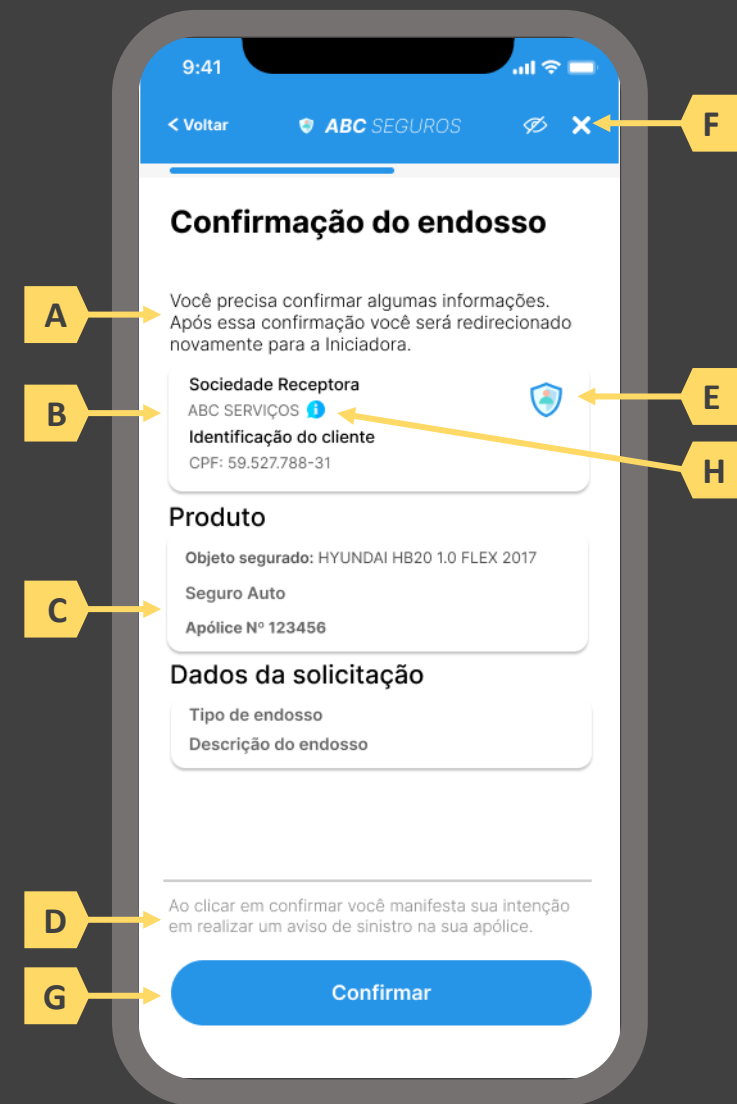 9:41
< Voltar
ABC SEGUROS
F
Confirmação do endosso
A
Você precisa confirmar algumas informações.
Após essa confirmação você será redirecionado
novamente para a Iniciadora.
B
Sociedade Receptora
ABC SERVIÇOS
E
Identificação do cliente
CPF: 59.527.788-31
H
Produto
C
Objeto segurado: HYUNDAI HB20 1.0 FLEX 2017
Seguro Auto
Apólice Nº 123456
Dados da solicitação
Tipo de endosso
Descrição do endosso
D
Ao clicar em confirmar você manifesta sua intenção
em realizar um aviso de sinistro na sua apólice.
G
Confirmar